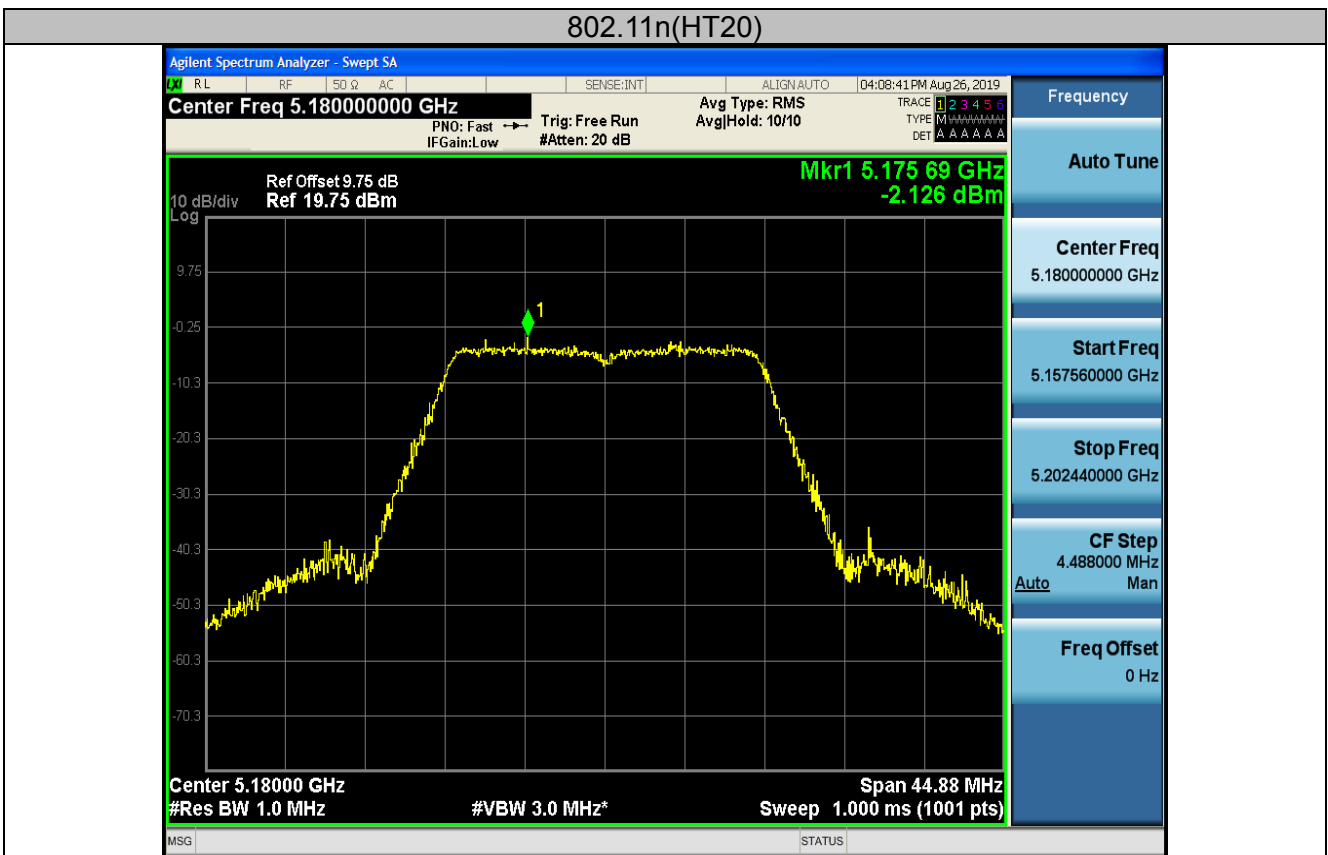 802.11n(HT20)
Agilent Spectrum Analyzer - Swept SA
LXI RL RF 50 Ω AC SENSE:INT ALIGN AUTO 04:08:41 PM Aug 26, 2019
Center Freq 5.180000000 GHz
PNO: Fast
IFGain:Low
Trig: Free Run
#Atten: 20 dB
Avg Type: RMS
Avg|Hold: 10/10
TRACE 1 2 3 4 5 6
TYPE M WWWWW
DET A A A A A A
Mkr1 5.175 69 GHz
-2.126 dBm
Ref Offset 9.75 dB
10 dB/div Ref 19.75 dBm
Log
9.75
-0.25
-10.3
-20.3
-30.3
-40.3
-50.3
-60.3
-70.3
1
Center 5.18000 GHz Span 44.88 MHz
#Res BW 1.0 MHz #VBW 3.0 MHz* Sweep 1.000 ms (1001 pts)
MSG STATUS
Frequency
Auto Tune
Center Freq
5.180000000 GHz
Start Freq
5.157560000 GHz
Stop Freq
5.202440000 GHz
CF Step
4.488000 MHz
Auto Man
Freq Offset
0 Hz